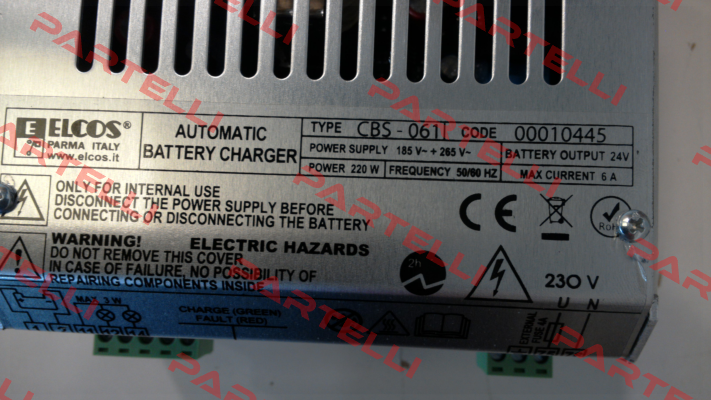 ELCOS®
PARMA ITALY
www.elcos.it
AUTOMATIC
BATTERY CHARGER
TYPE CBS - 061 CODE 00010445
POWER SUPPLY 185 V~ ÷ 265 V~ BATTERY OUTPUT 24V
POWER 220 W FREQUENCY 50/60 HZ MAX CURRENT 6 A
ONLY FOR INTERNAL USE
DISCONNECT THE POWER SUPPLY BEFORE
CONNECTING OR DISCONNECTING THE BATTERY
WARNING! ELECTRIC HAZARDS
DO NOT REMOVE THIS COVER
IN CASE OF FAILURE, NO POSSIBILITY OF
REPAIRING COMPONENTS INSIDE
CE
RoHS
230 V
U N
MAX 3 W
CHARGE (GREEN)
FAULT (RED)
EXTERNAL
FUSE 4A
PARTELLI
PARTELLI
PARTELLI
PARTELLI
PARTELLI